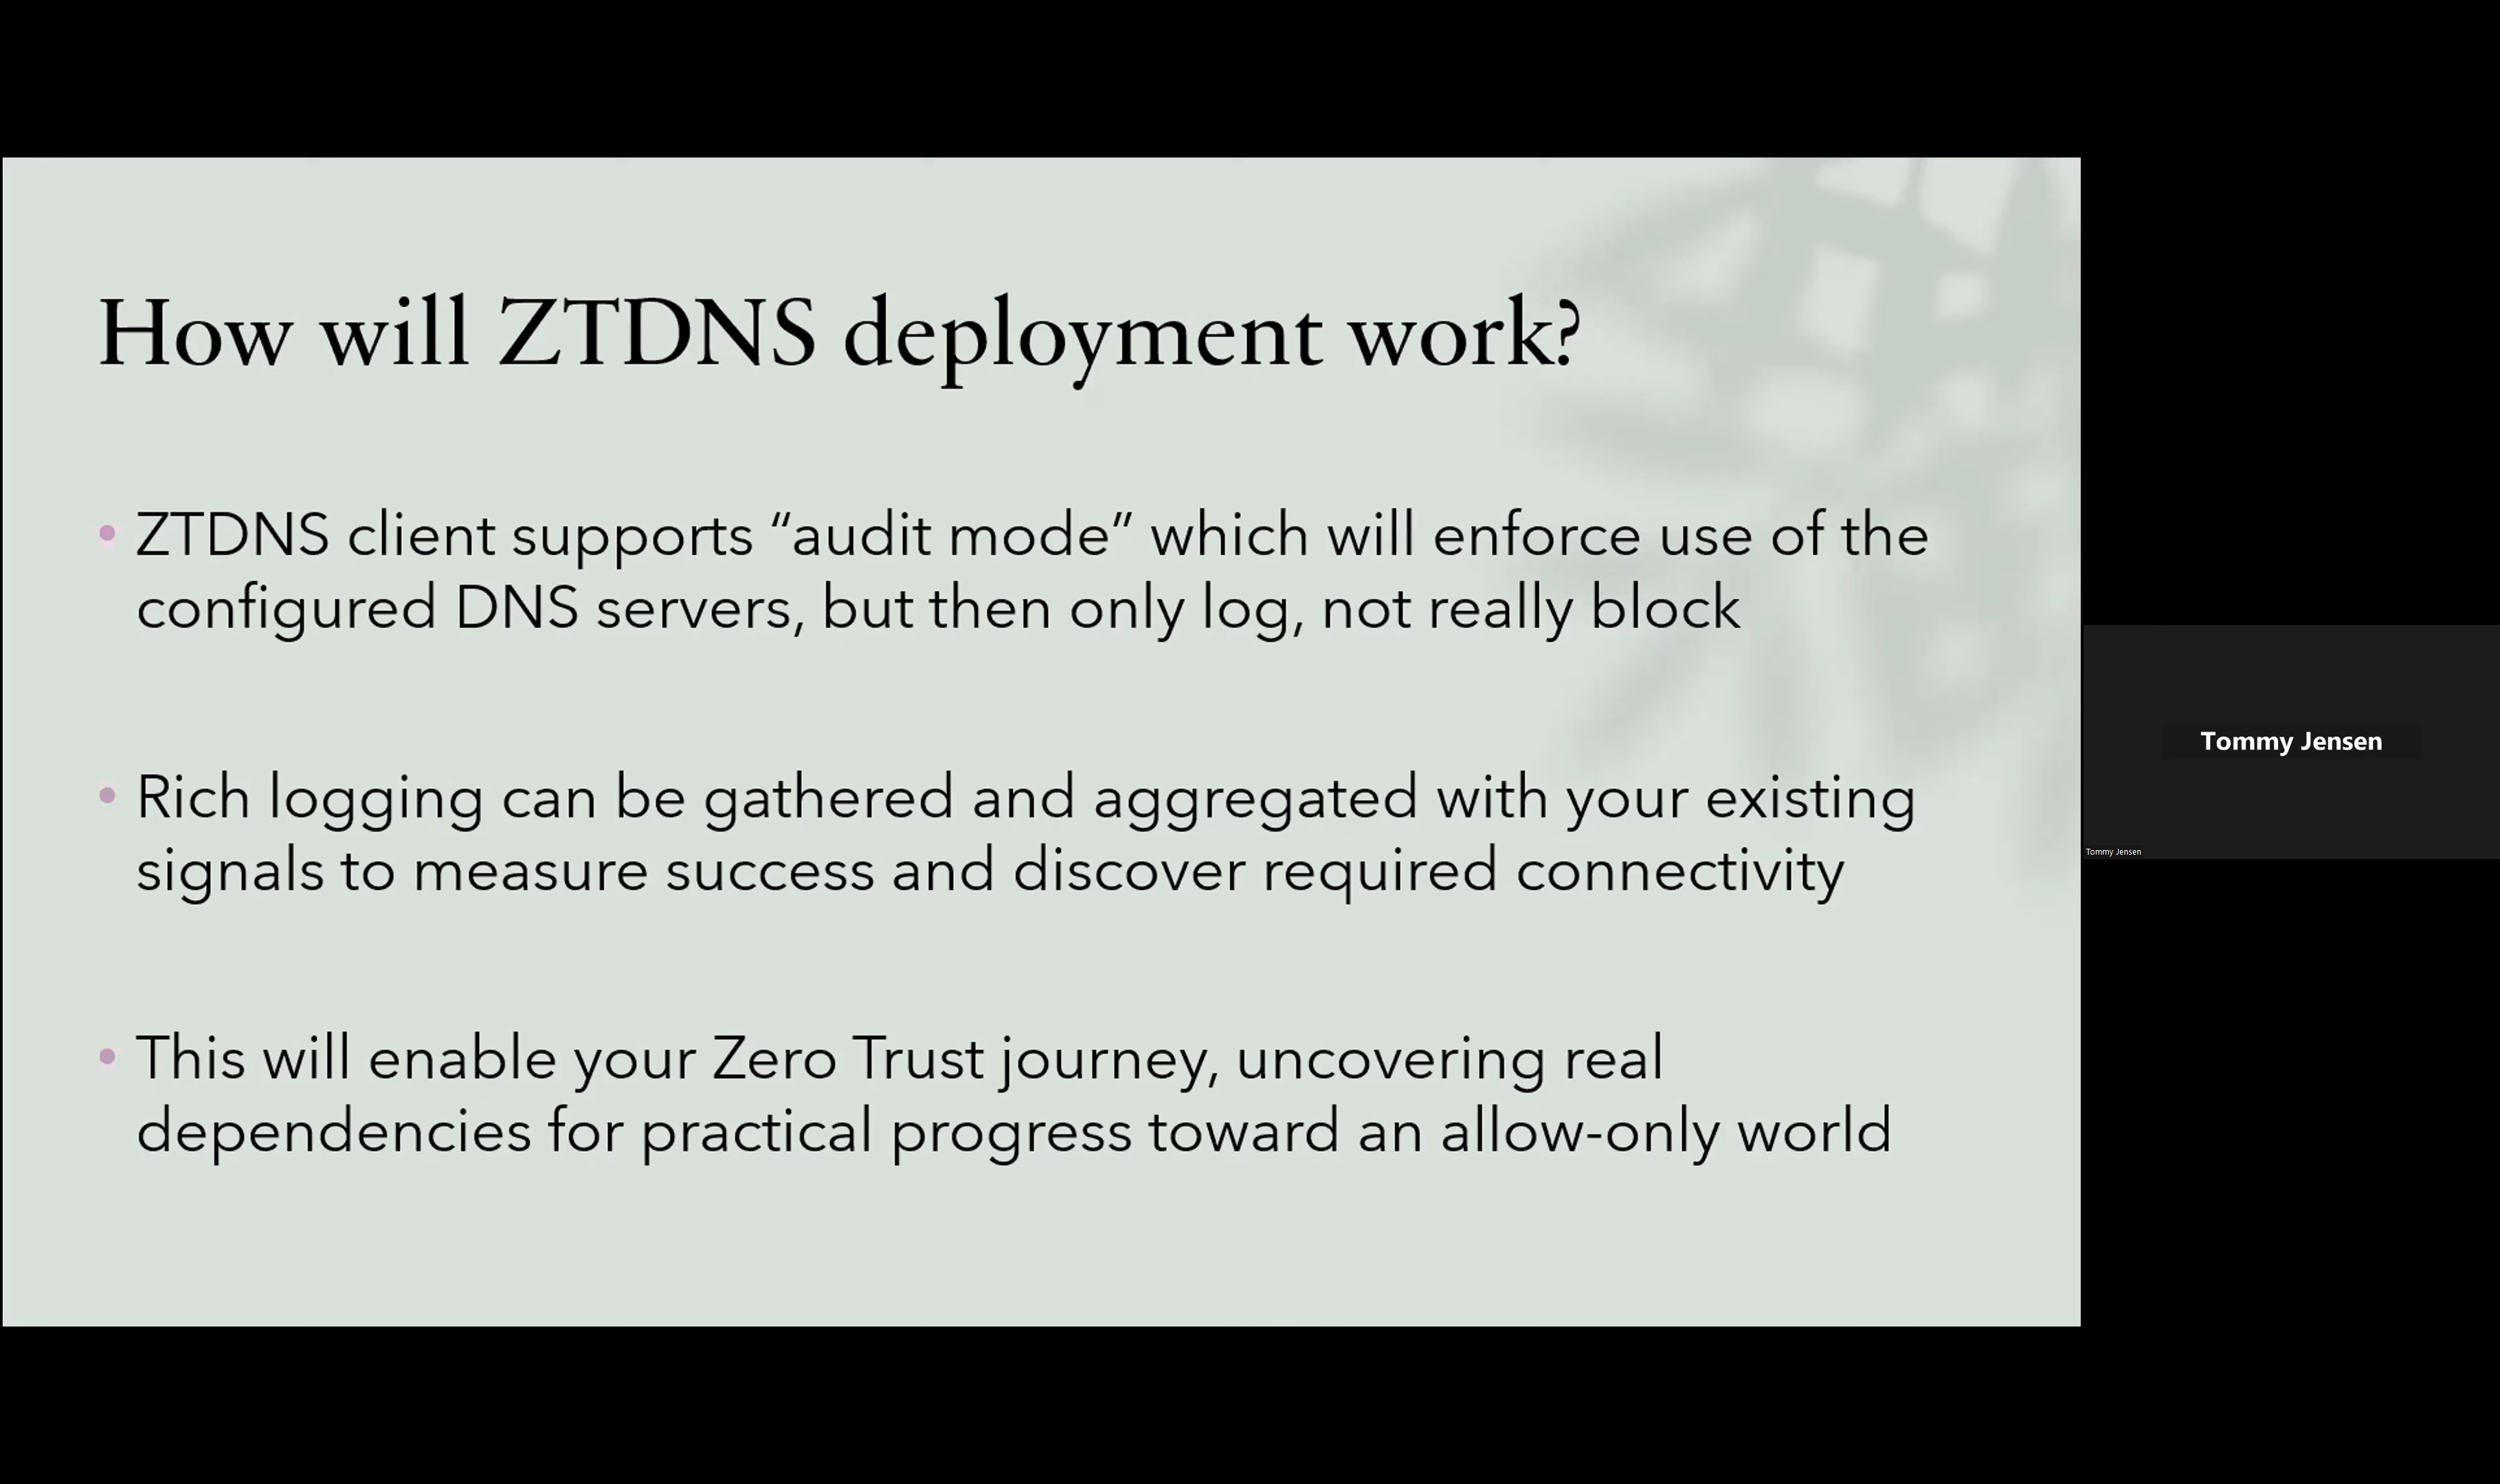 How will ZTDNS deployment work?
• ZTDNS client supports “audit mode” which will enforce use of the
configured DNS servers, but then only log, not really block
• Rich logging can be gathered and aggregated with your existing
signals to measure success and discover required connectivity
• This will enable your Zero Trust journey, uncovering real
dependencies for practical progress toward an allow-only world
Tommy Jensen
Tommy Jensen